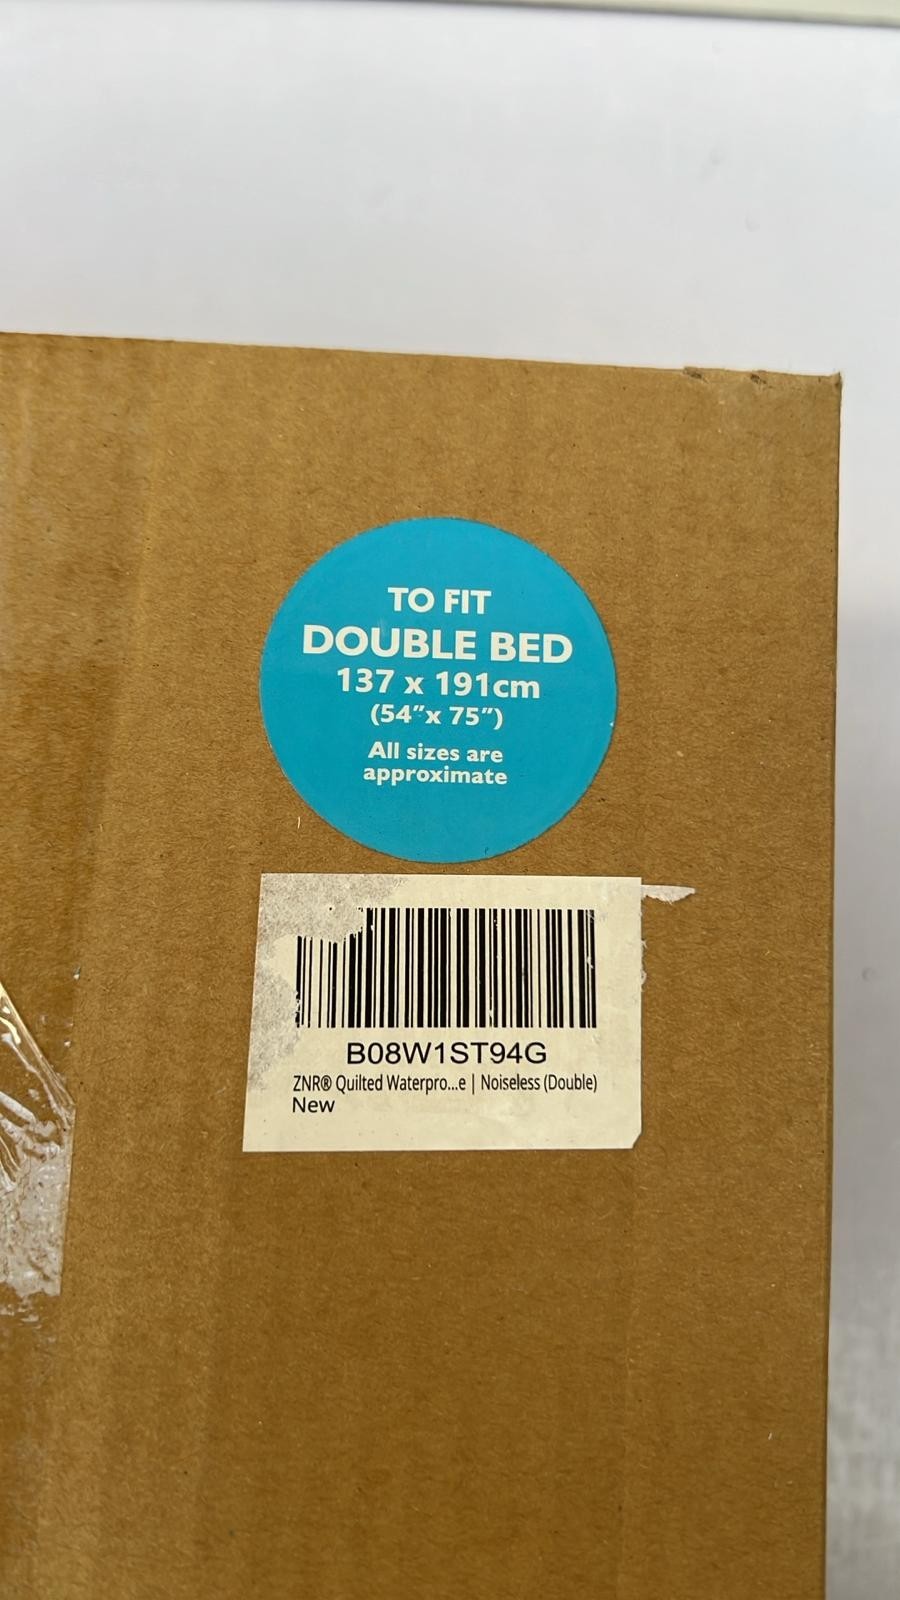 TO FIT
DOUBLE BED
137 x 191cm
(54″x 75″)
All sizes are
approximate
B08W1ST94G
ZNR® Quilted Waterpro...e | Noiseless (Double)
New